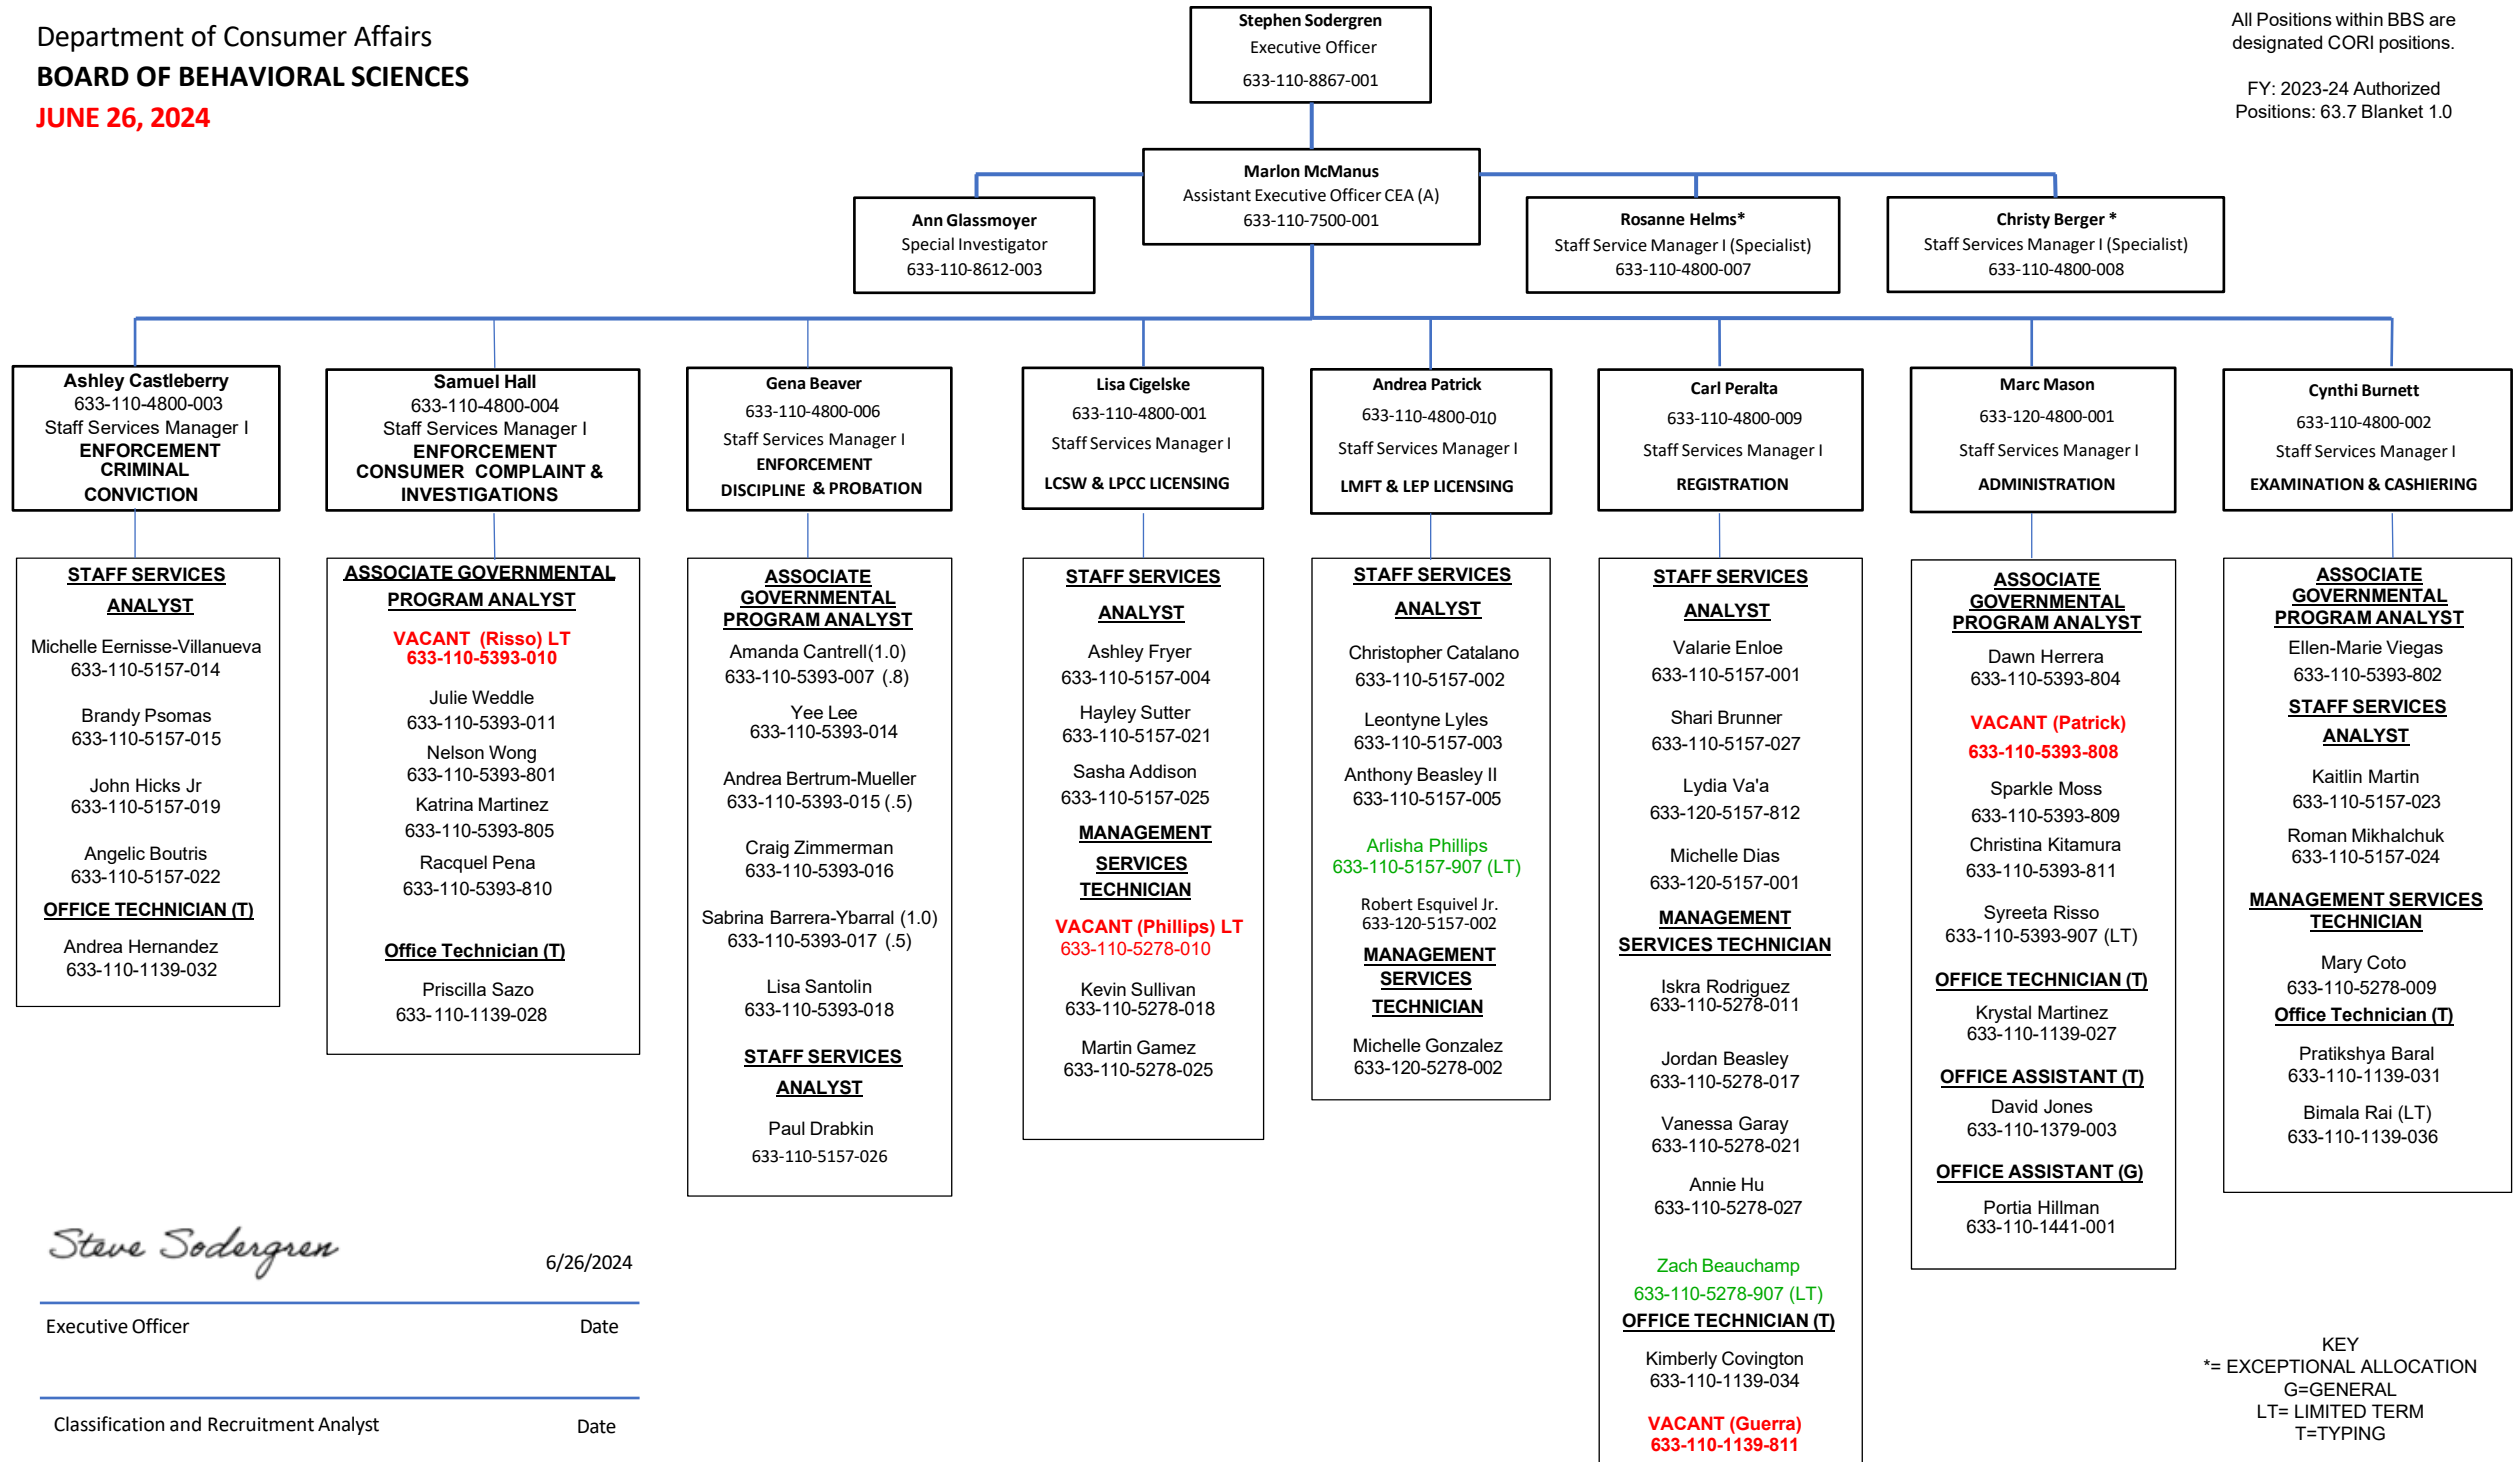 Department of Consumer Affairs
BOARD OF BEHAVIORAL SCIENCES
JUNE 26, 2024
Stephen Sodergren
Executive Officer
633-110-8867-001
All Positions within BBS are
designated CORI positions.
FY: 2023-24 Authorized
Positions: 63.7 Blanket 1.0
Marlon McManus
Assistant Executive Officer CEA (A)
633-110-7500-001
Ann Glassmoyer
Special Investigator
633-110-8612-003
Rosanne Helms*
Staff Service Manager I (Specialist)
633-110-4800-007
Christy Berger *
Staff Services Manager I (Specialist)
633-110-4800-008
Ashley Castleberry
633-110-4800-003
Staff Services Manager I
ENFORCEMENT
CRIMINAL
CONVICTION
STAFF SERVICES
ANALYST
Michelle Eernisse-Villanueva
633-110-5157-014
Brandy Psomas
633-110-5157-015
John Hicks Jr
633-110-5157-019
Angelic Boutris
633-110-5157-022
OFFICE TECHNICIAN (T)
Andrea Hernandez
633-110-1139-032
Samuel Hall
633-110-4800-004
Staff Services Manager I
ENFORCEMENT
CONSUMER COMPLAINT &
INVESTIGATIONS
ASSOCIATE GOVERNMENTAL
PROGRAM ANALYST
VACANT (Risso) LT
633-110-5393-010
Julie Weddle
633-110-5393-011
Nelson Wong
633-110-5393-801
Katrina Martinez
633-110-5393-805
Racquel Pena
633-110-5393-810
Office Technician (T)
Priscilla Sazo
633-110-1139-028
Gena Beaver
633-110-4800-006
Staff Services Manager I
ENFORCEMENT
DISCIPLINE & PROBATION
ASSOCIATE
GOVERNMENTAL
PROGRAM ANALYST
Amanda Cantrell(1.0)
633-110-5393-007 (.8)
Yee Lee
633-110-5393-014
Andrea Bertrum-Mueller
633-110-5393-015 (.5)
Craig Zimmerman
633-110-5393-016
Sabrina Barrera-Ybarral (1.0)
633-110-5393-017 (.5)
Lisa Santolin
633-110-5393-018
STAFF SERVICES
ANALYST
Paul Drabkin
633-110-5157-026
Lisa Cigelske
633-110-4800-001
Staff Services Manager I
LCSW & LPCC LICENSING
STAFF SERVICES
ANALYST
Ashley Fryer
633-110-5157-004
Hayley Sutter
633-110-5157-021
Sasha Addison
633-110-5157-025
MANAGEMENT
SERVICES
TECHNICIAN
VACANT (Phillips) LT
633-110-5278-010
Kevin Sullivan
633-110-5278-018
Martin Gamez
633-110-5278-025
Andrea Patrick
633-110-4800-010
Staff Services Manager I
LMFT & LEP LICENSING
STAFF SERVICES
ANALYST
Christopher Catalano
633-110-5157-002
Leontyne Lyles
633-110-5157-003
Anthony Beasley II
633-110-5157-005
Arlisha Phillips
633-110-5157-907 (LT)
Robert Esquivel Jr.
633-120-5157-002
MANAGEMENT
SERVICES
TECHNICIAN
Michelle Gonzalez
633-120-5278-002
Carl Peralta
633-110-4800-009
Staff Services Manager I
REGISTRATION
STAFF SERVICES
ANALYST
Valarie Enloe
633-110-5157-001
Shari Brunner
633-110-5157-027
Lydia Va'a
633-120-5157-812
Michelle Dias
633-120-5157-001
MANAGEMENT
SERVICES TECHNICIAN
Iskra Rodriguez
633-110-5278-011
Jordan Beasley
633-110-5278-017
Vanessa Garay
633-110-5278-021
Annie Hu
633-110-5278-027
Zach Beauchamp
633-110-5278-907 (LT)
OFFICE TECHNICIAN (T)
Kimberly Covington
633-110-1139-034
VACANT (Guerra)
633-110-1139-811
Marc Mason
633-120-4800-001
Staff Services Manager I
ADMINISTRATION
ASSOCIATE
GOVERNMENTAL
PROGRAM ANALYST
Dawn Herrera
633-110-5393-804
VACANT (Patrick)
633-110-5393-808
Sparkle Moss
633-110-5393-809
Christina Kitamura
633-110-5393-811
Syreeta Risso
633-110-5393-907 (LT)
OFFICE TECHNICIAN (T)
Krystal Martinez
633-110-1139-027
OFFICE ASSISTANT (T)
David Jones
633-110-1379-003
OFFICE ASSISTANT (G)
Portia Hillman
633-110-1441-001
Cynthi Burnett
633-110-4800-002
Staff Services Manager I
EXAMINATION & CASHIERING
ASSOCIATE
GOVERNMENTAL
PROGRAM ANALYST
Ellen-Marie Viegas
633-110-5393-802
STAFF SERVICES
ANALYST
Kaitlin Martin
633-110-5157-023
Roman Mikhalchuk
633-110-5157-024
MANAGEMENT SERVICES
TECHNICIAN
Mary Coto
633-110-5278-009
Office Technician (T)
Pratikshya Baral
633-110-1139-031
Bimala Rai (LT)
633-110-1139-036
Steve Sodergren
6/26/2024
Executive Officer Date
Classification and Recruitment Analyst Date
KEY
*= EXCEPTIONAL ALLOCATION
G=GENERAL
LT= LIMITED TERM
T=TYPING